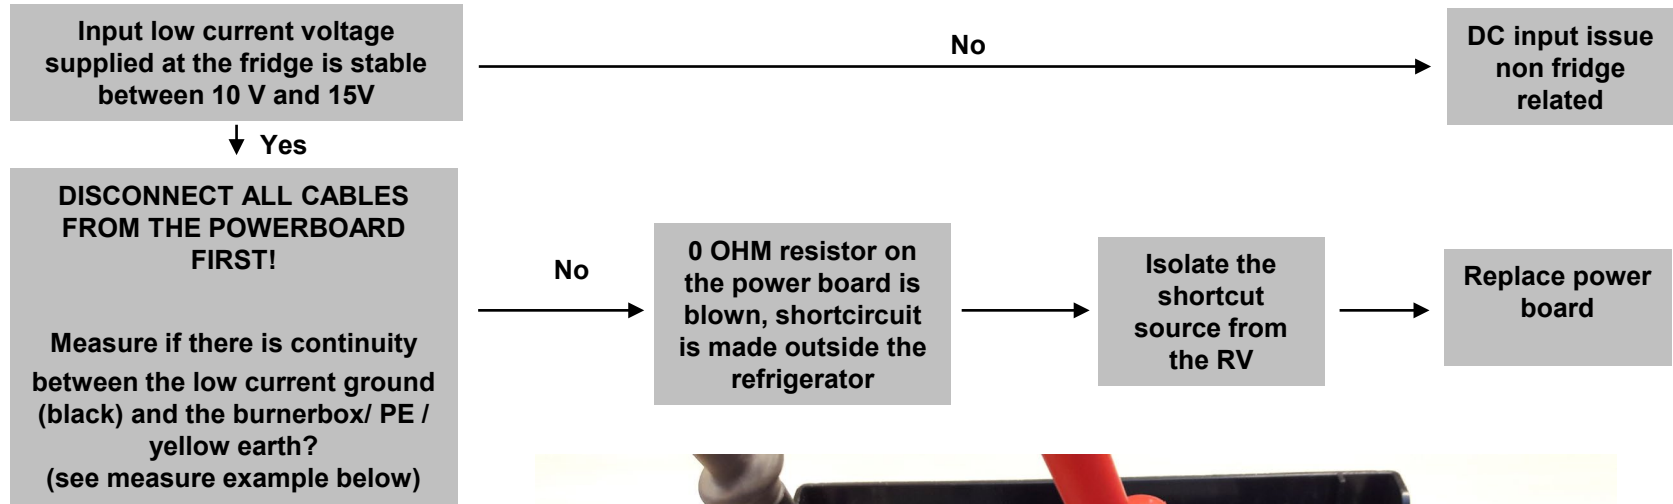 Input low current voltage
supplied at the fridge is stable
between 10 V and 15V
No
DC input issue
non fridge
related
Yes
DISCONNECT ALL CABLES
FROM THE POWERBOARD
FIRST!
Measure if there is continuity
between the low current ground
(black) and the burnerbox/ PE /
yellow earth?
(see measure example below)
No
0 OHM resistor on
the power board is
blown, shortcircuit
is made outside the
refrigerator
Isolate the
shortcut
source from
the RV
Replace power
board